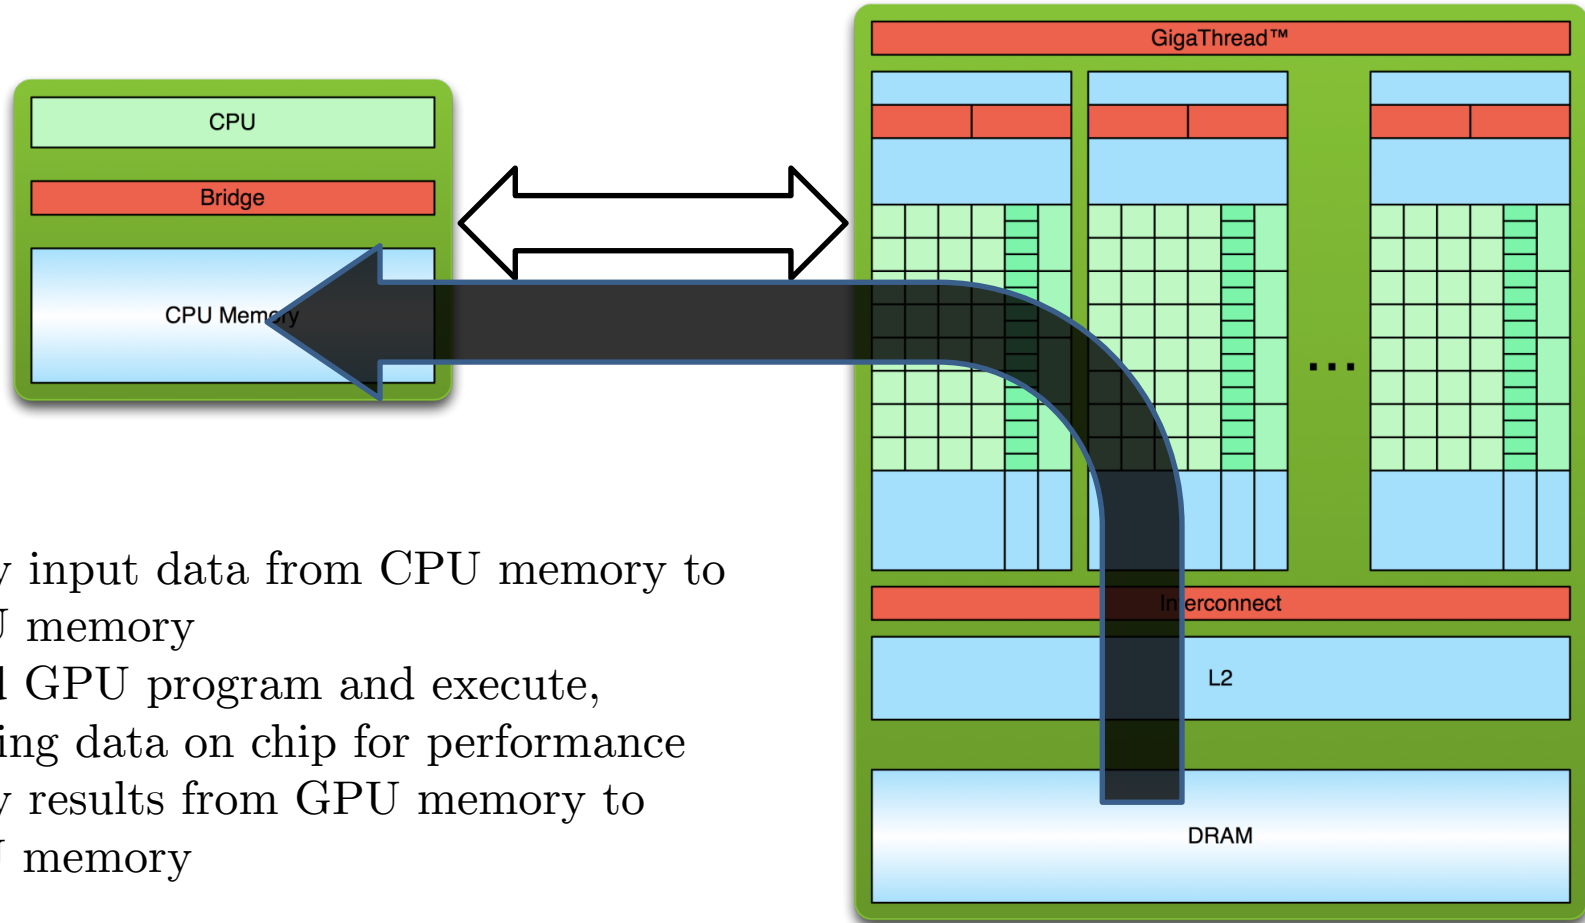 GigaThread™
CPU
Bridge
CPU Memory
...
Interconnect
L2
DRAM
y input data from CPU memory to
U memory
d GPU program and execute,
ing data on chip for performance
y results from GPU memory to
U memory